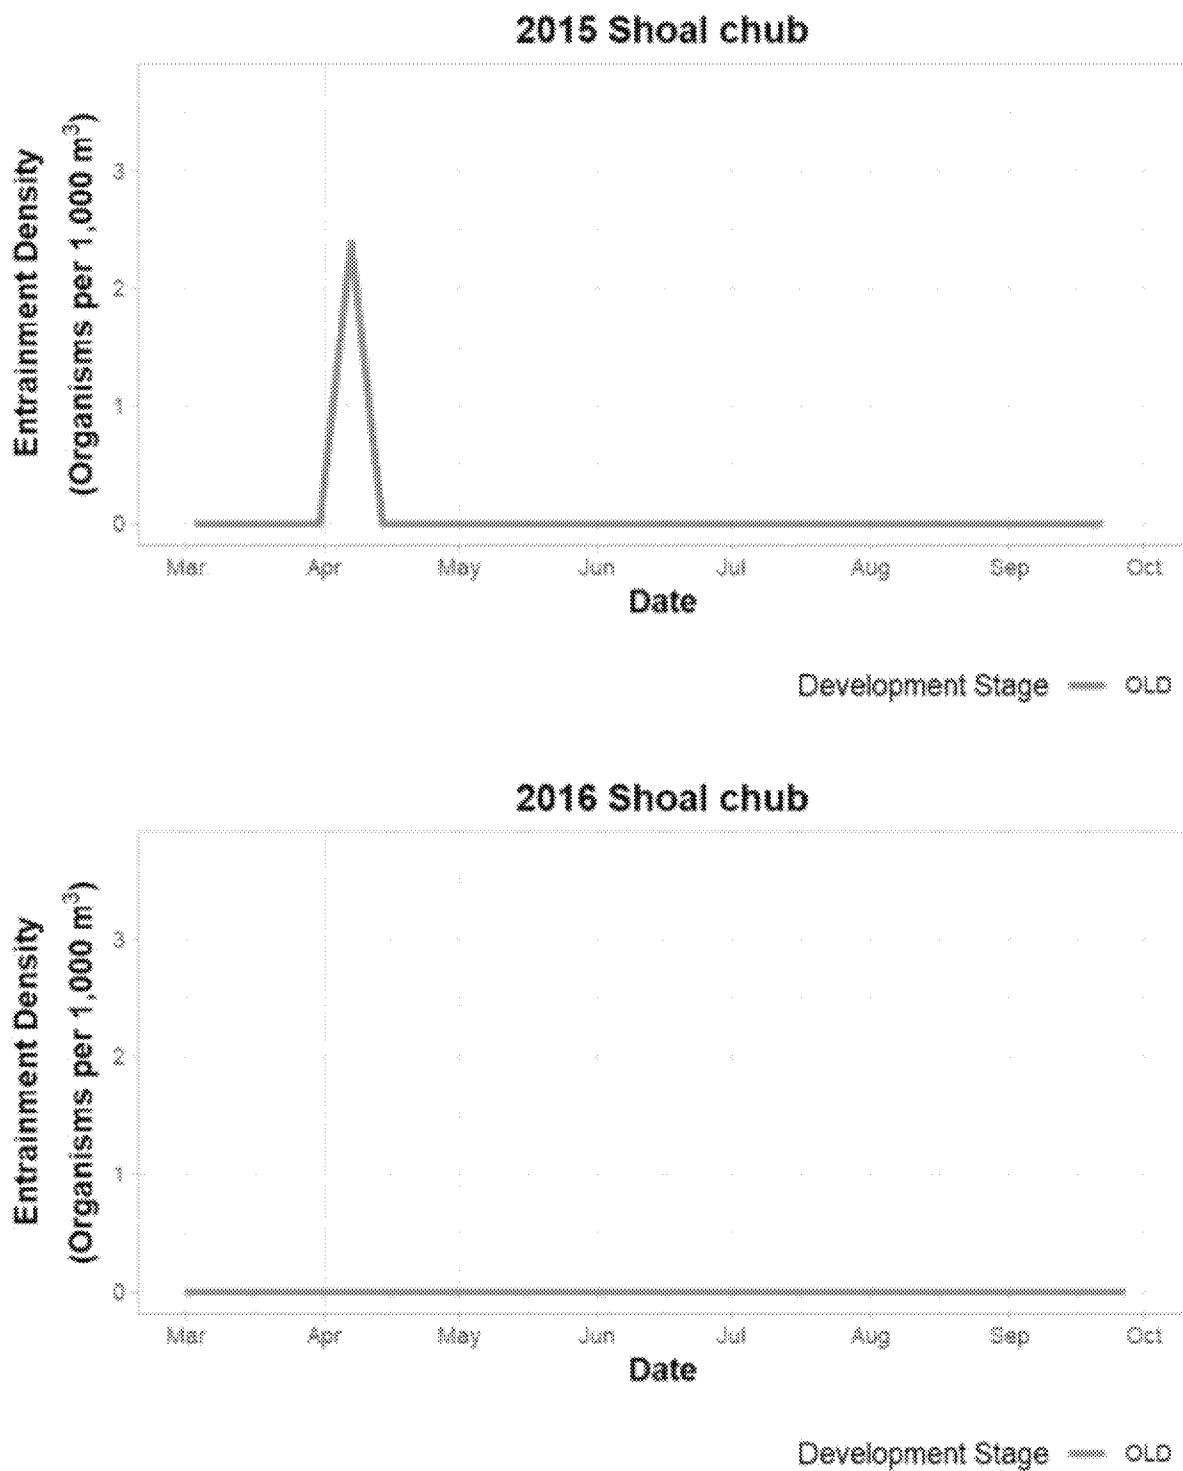 2015 Shoal chub
Entrainment Density
(Organisms per 1,000 m³)
3
2
1
0
Mar Apr May Jun Jul Aug Sep Oct
Date
Development Stage OLD
2016 Shoal chub
Entrainment Density
(Organisms per 1,000 m³)
3
2
1
0
Mar Apr May Jun Jul Aug Sep Oct
Date
Development Stage OLD